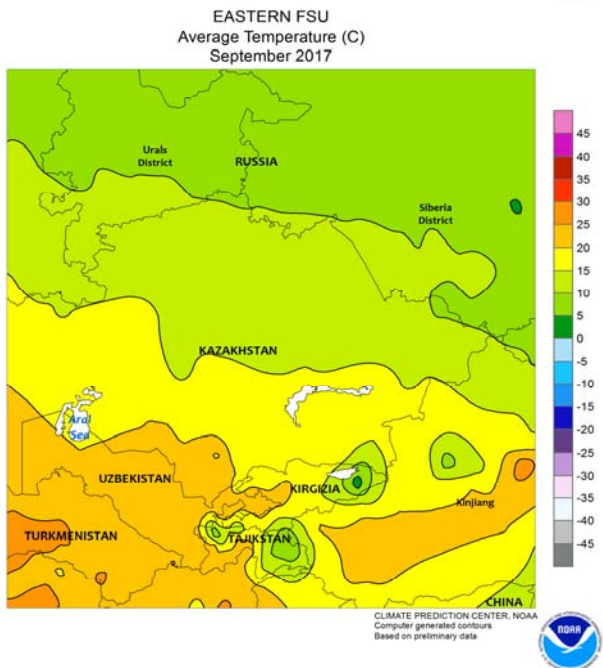 EASTERN FSU
Average Temperature (C)
September 2017
Urals
District
RUSSIA
Siberia
District
KAZAKHSTAN
Aral
Sea
UZBEKISTAN
KIRGIZIA
Xinjiang
TURKMENISTAN
TAJIKSTAN
CHINA
45
40
35
30
25
20
15
10
5
0
-5
-10
-15
-20
-25
-30
-35
-40
-45
CLIMATE PREDICTION CENTER, NOAA
Computer generated contours
Based on preliminary data
NOAA